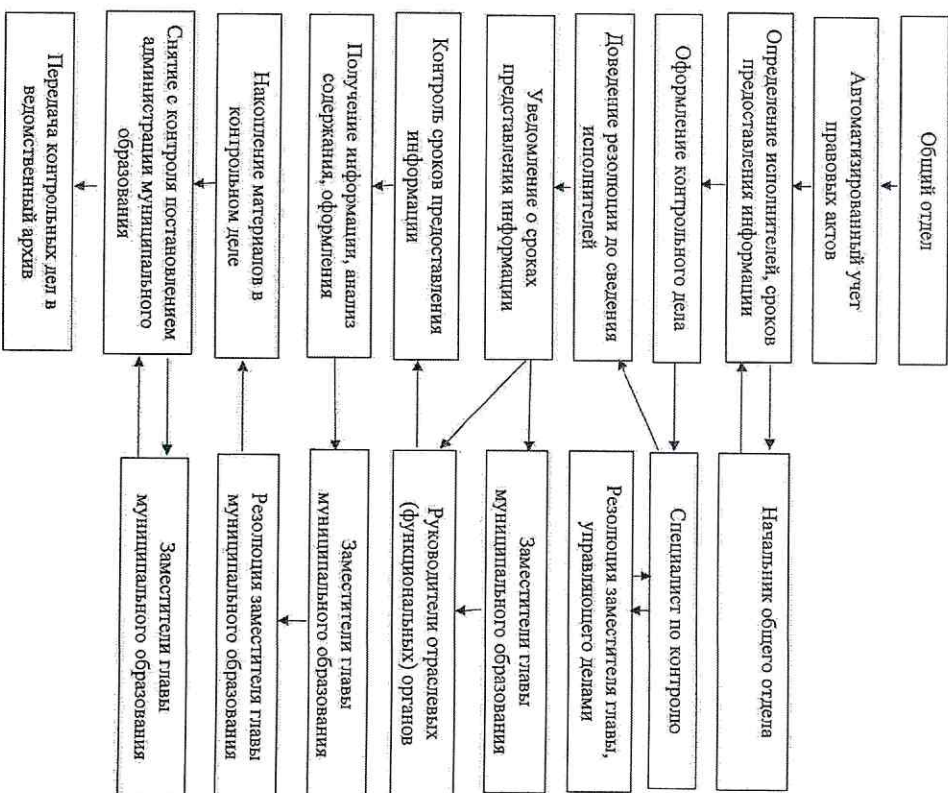 Общий отдел
Автоматизированный учет
правовых актов
Определение исполнителей, сроков
предоставления информации
Оформление контрольного дела
Доведение резолюции до сведения
исполнителей
Уведомление о сроках
представления информации
Контроль сроков предоставления
информации
Получение информации, анализ
содержания, оформления
Накопление материалов в
контрольном деле
Снятие с контроля постановлением
администрации муниципального
образования
Передача контрольных дел в
ведомственный архив
Начальник общего отдела
Специалист по контролю
Резолюция заместителя главы,
управляющего делами
Заместители главы
муниципального образования
Руководители отраслевых
(функциональных) органов
Заместители главы
муниципального образования
Резолюция заместителя главы
муниципального образования
Заместители главы
муниципального образования